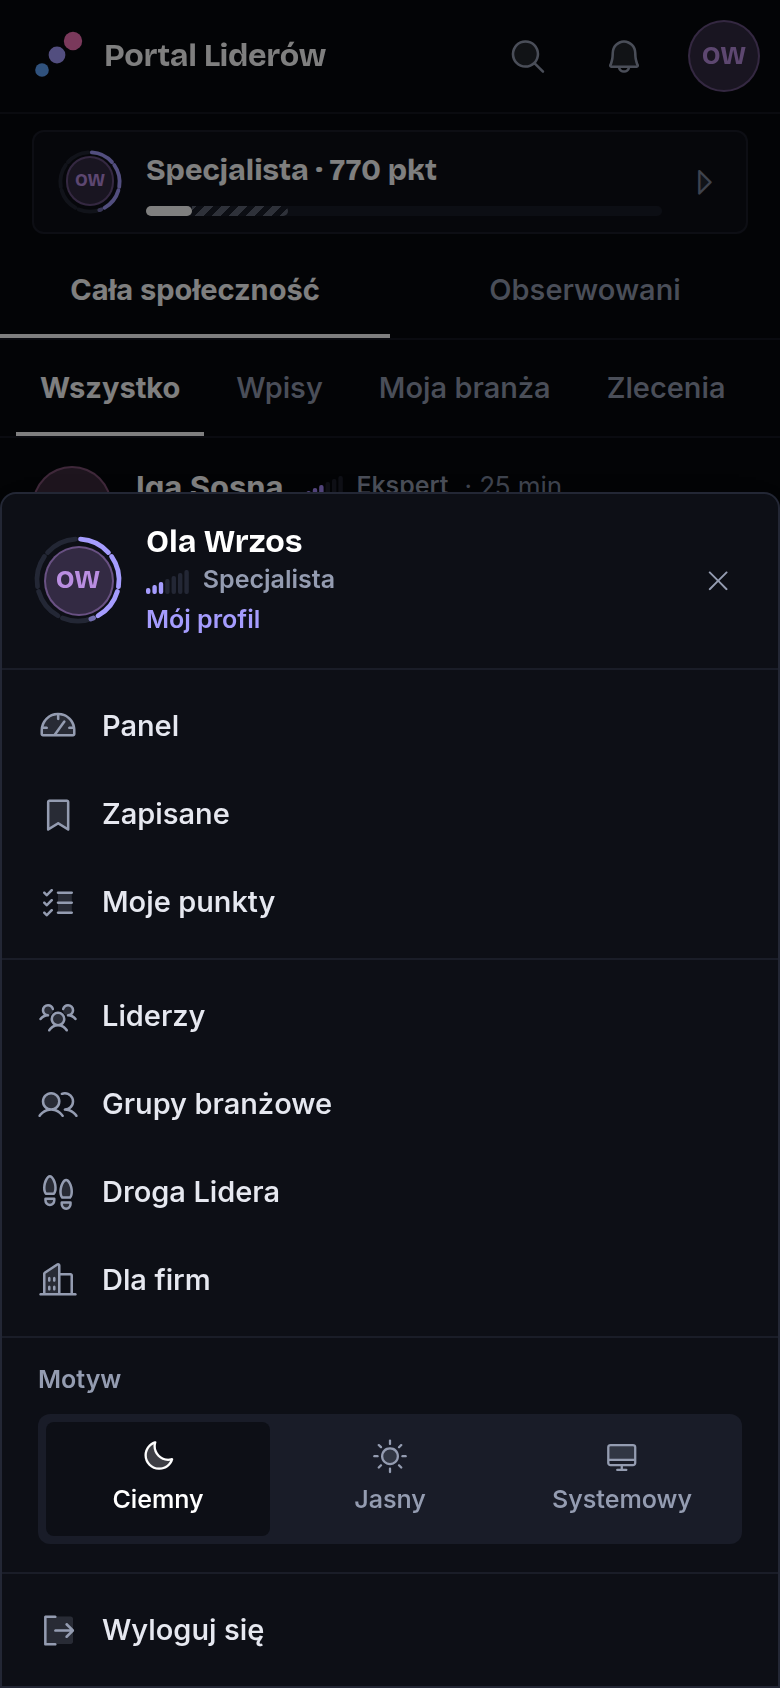 Portal Liderów
OW
OW
Specjalista · 770 pkt
Cała społeczność
Obserwowani
Wszystko
Wpisy
Moja branża
Zlecenia
Iga Sosna
Ekspert · 25 min
OW
Ola Wrzos
Specjalista
Mój profil
Panel
Zapisane
Moje punkty
Liderzy
Grupy branżowe
Droga Lidera
Dla firm
Motyw
Ciemny
Jasny
Systemowy
Wyloguj się